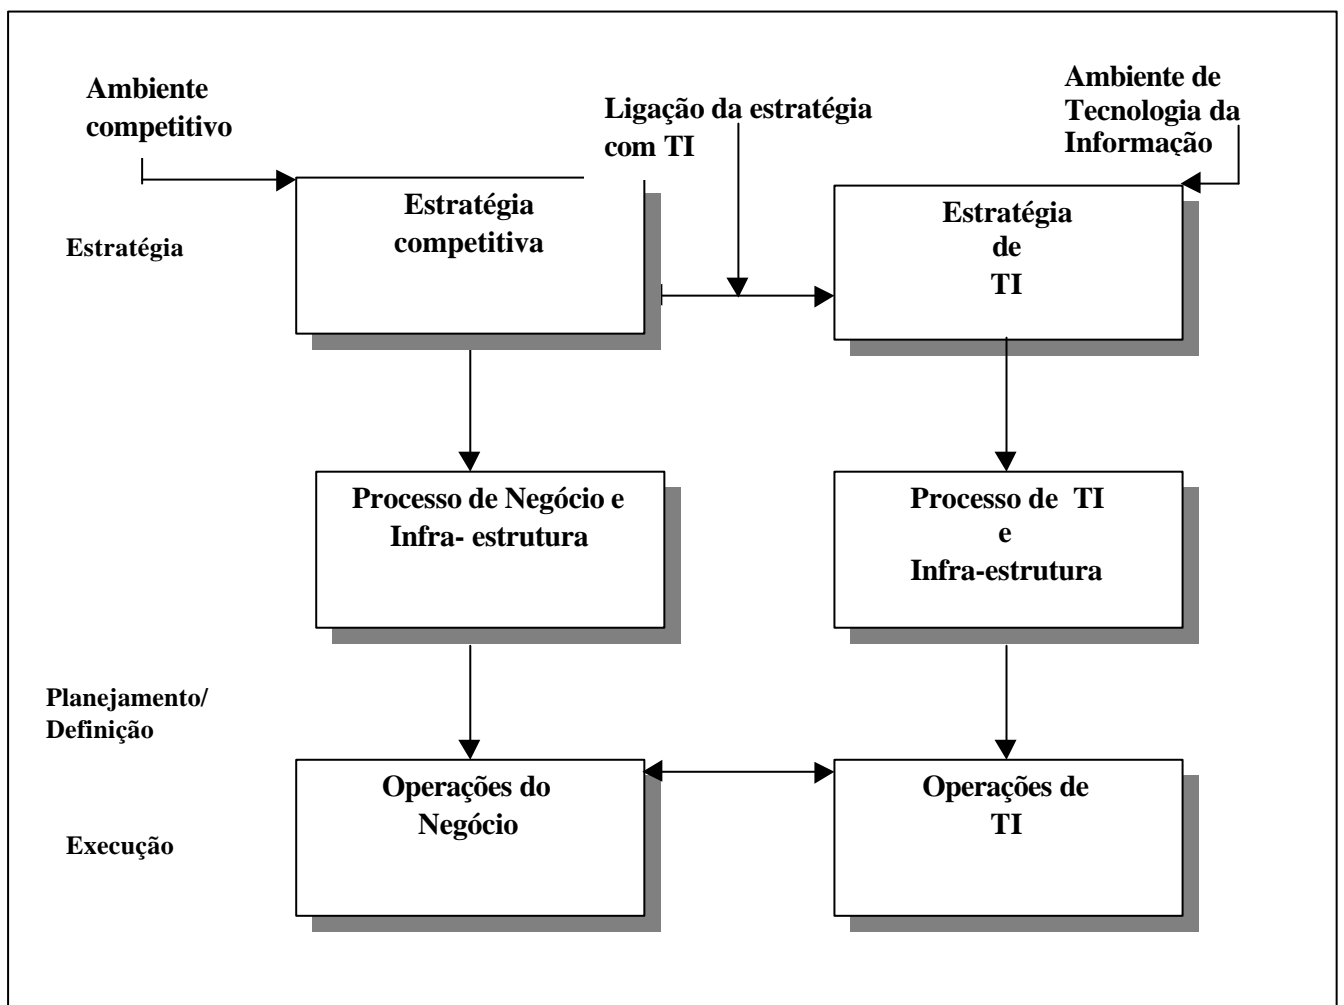 Ambiente
competitivo
Ligação da estratégia
com TI
Ambiente de
Tecnologia da
Informação
Estratégia
Estratégia
competitiva
Estratégia
de
TI
Processo de Negócio e
Infra- estrutura
Processo de TI
e
Infra-estrutura
Planejamento/
Definição
Operações do
Negócio
Operações de
TI
Execução